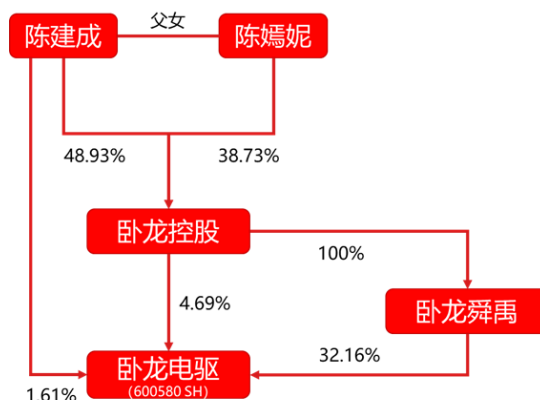 父女
陈建成
陈嫣妮
48.93%
38.73%
卧龙控股
100%
4.69%
卧龙舜禹
32.16%
卧龙电驱
(600580 SH)
1.61%